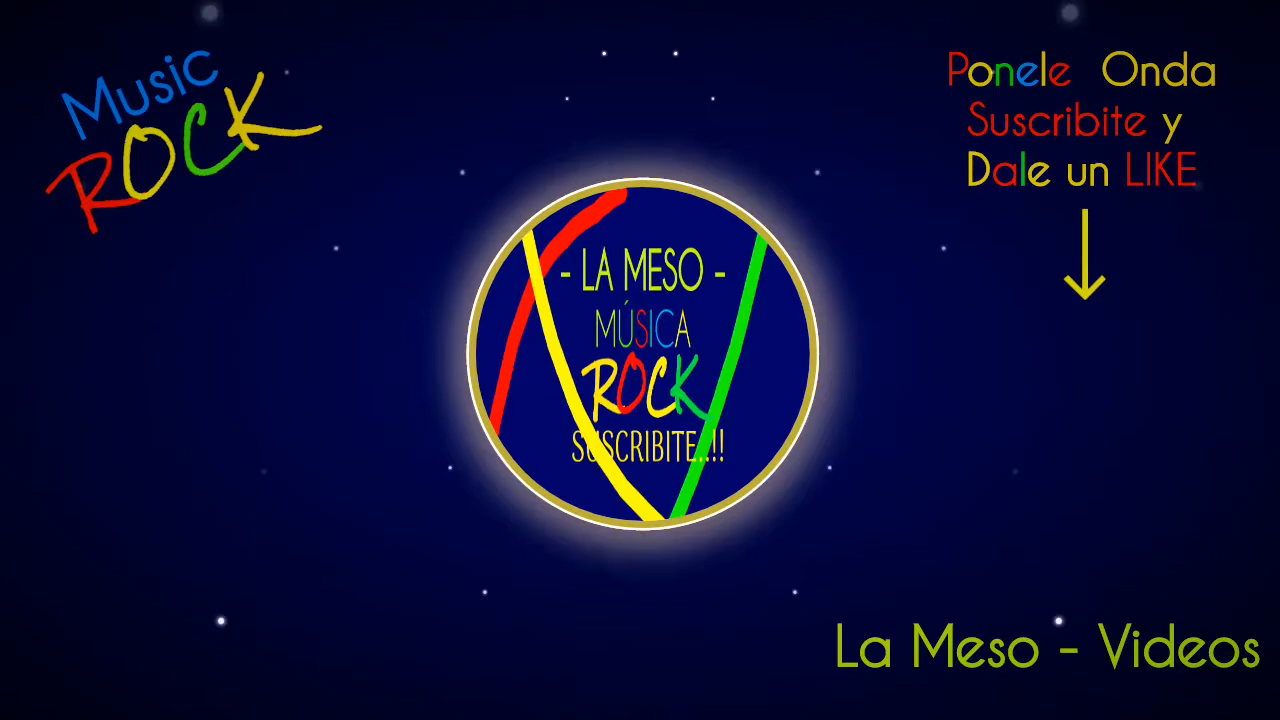 Music
ROCK
Ponele Onda
Suscribite y
Dale un LIKE
- LA MESO -
MÚSICA
ROCK
SUSCRIBITE..!!
La Meso - Videos